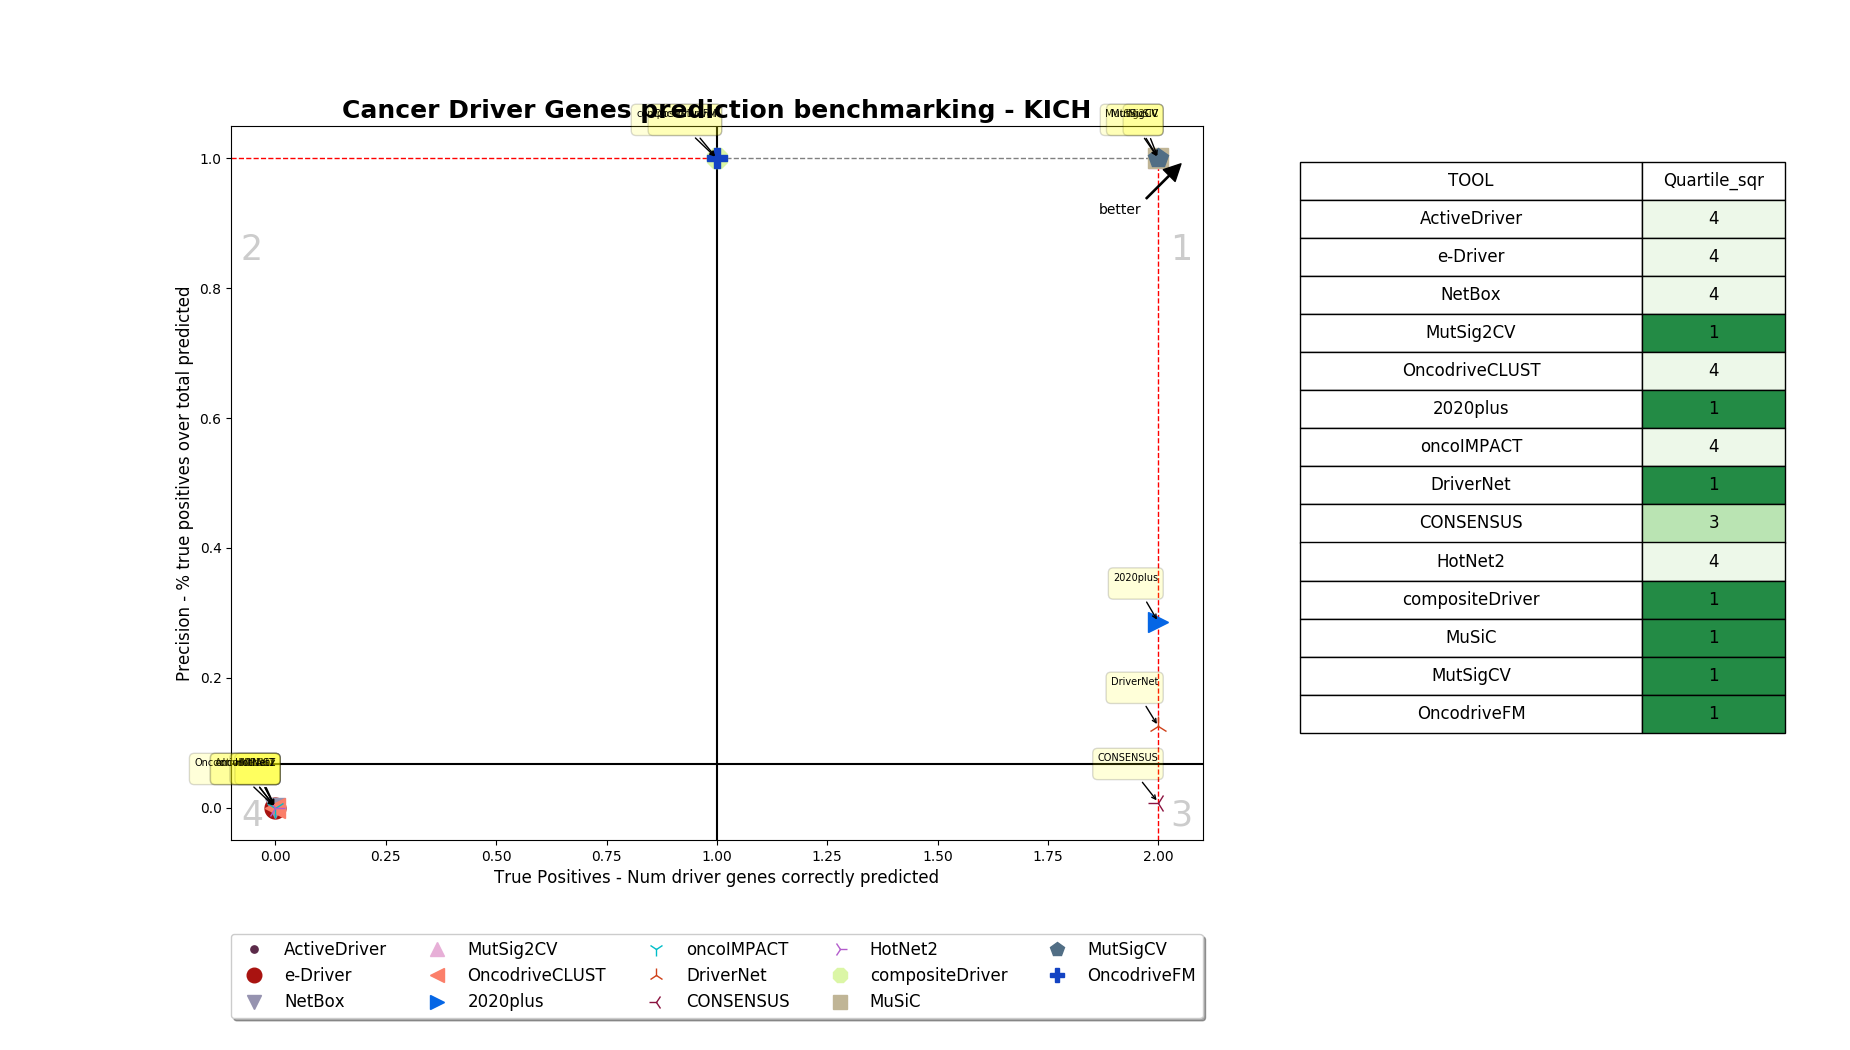 Cancer Driver Genes prediction benchmarking - KICH
MutSigCV
1.0
better
2
1
0.8
Precision - % true positives over total predicted
0.6
0.4
2020plus
0.2
DriverNet
CONSENSUS
0.0
4
3
0.00 0.25 0.50 0.75 1.00 1.25 1.50 1.75 2.00
True Positives - Num driver genes correctly predicted
ActiveDriver MutSig2CV oncoIMPACT HotNet2 MutSigCV
e-Driver OncodriveCLUST DriverNet compositeDriver OncodriveFM
NetBox 2020plus CONSENSUS MuSiC
TOOL Quartile_sqr
ActiveDriver 4
e-Driver 4
NetBox 4
MutSig2CV 1
OncodriveCLUST 4
2020plus 1
oncoIMPACT 4
DriverNet 1
CONSENSUS 3
HotNet2 4
compositeDriver 1
MuSiC 1
MutSigCV 1
OncodriveFM 1